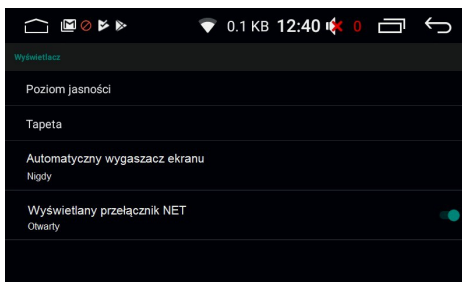 0.1 KB 12:40 0
Wyświetlacz
Poziom jasności
Tapeta
Automatyczny wygaszacz ekranu
Nigdy
Wyświetlany przełącznik NET
Otwarty